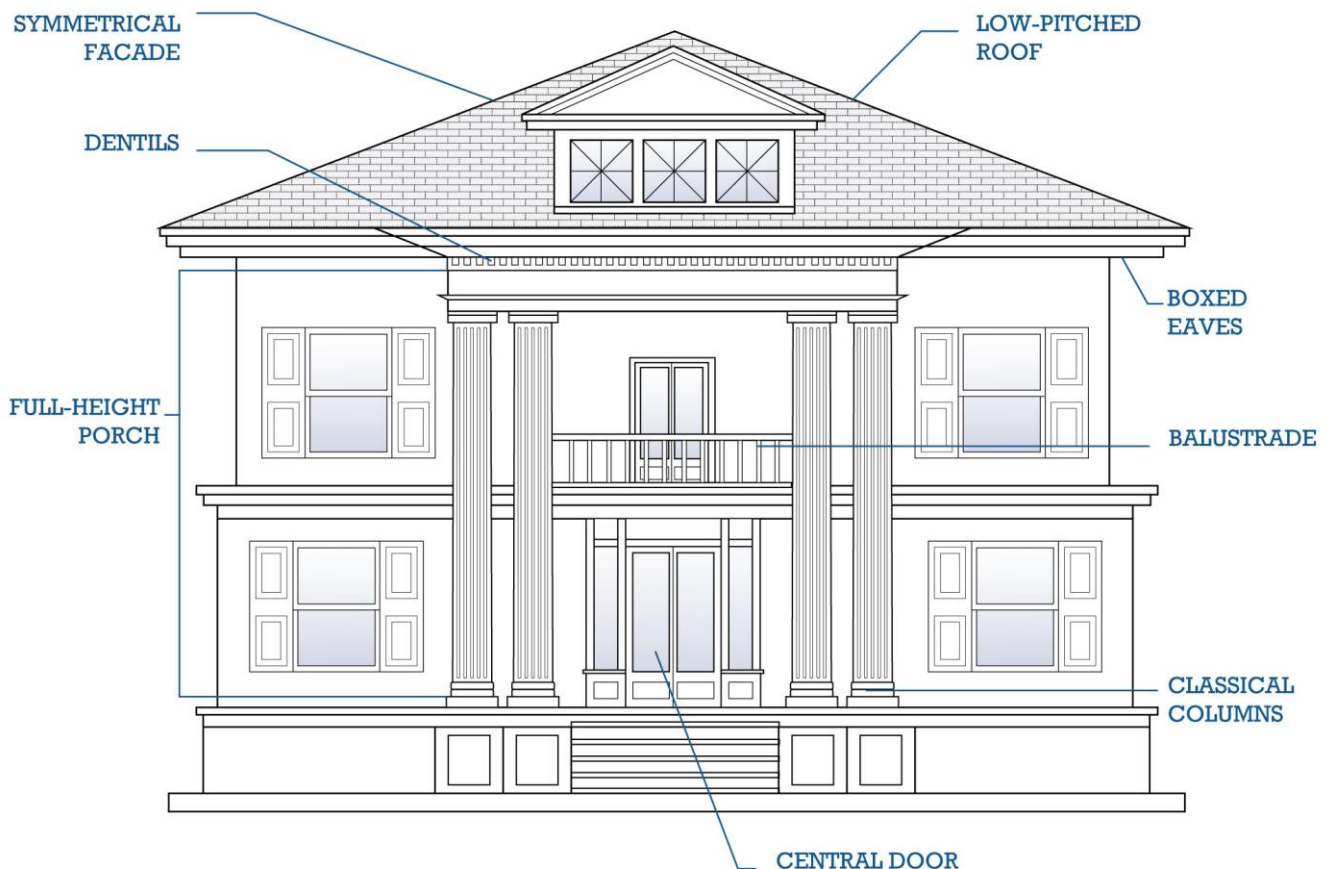 SYMMETRICAL
FACADE
LOW-PITCHED
ROOF
DENTILS
BOXED
EAVES
FULL-HEIGHT
PORCH
BALUSTRADE
CLASSICAL
COLUMNS
CENTRAL DOOR